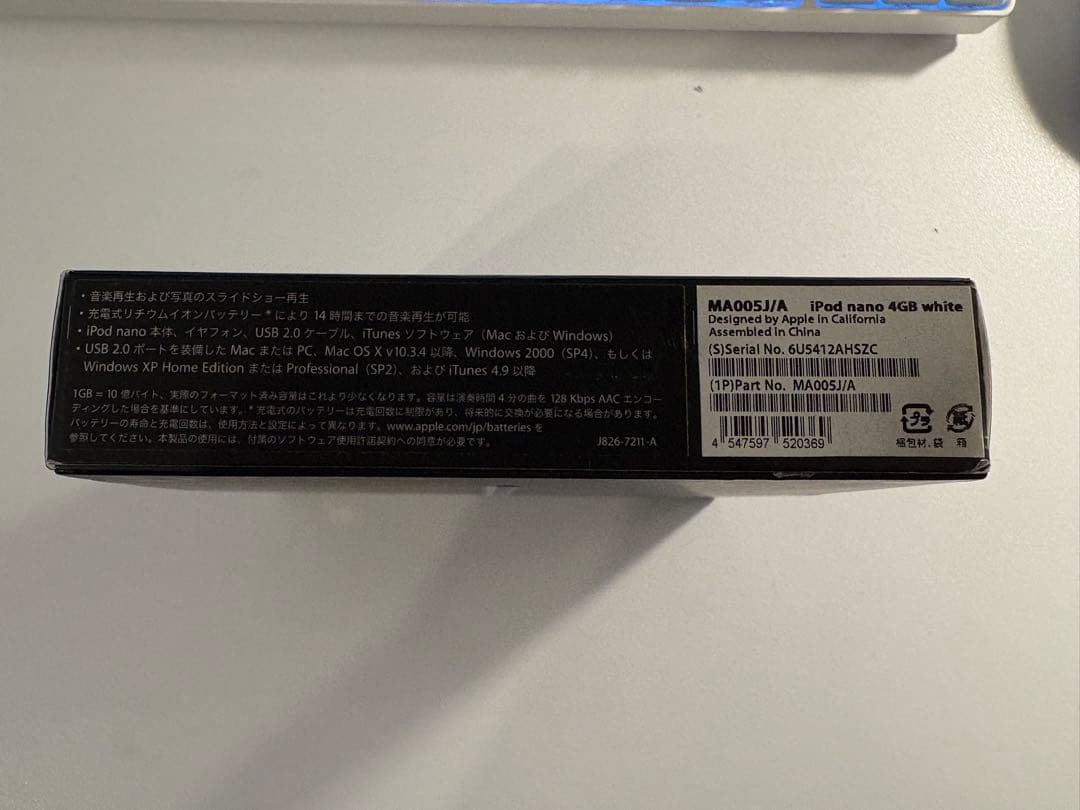 ・音楽再生および写真のスライドショー再生
・充電式リチウムイオンバッテリー*により 14 時間までの音楽再生が可能
・iPod nano 本体、イヤフォン、USB 2.0 ケーブル、iTunes ソフトウェア（Mac および Windows）
・USB 2.0 ポートを装備した Mac または PC、Mac OS X v10.3.4 以降、Windows 2000（SP4）、もしくは
Windows XP Home Edition または Professional（SP2）、および iTunes 4.9 以降
1GB = 10 億バイト、実際のフォーマット済み容量はこれより少なくなります。容量は演奏時間 4 分の曲を 128 Kbps AAC エンコー
ディングした場合を基準にしています。*充電式のバッテリーは充電回数に制限があり、将来的に交換が必要になる場合があります。
バッテリーの寿命と充電回数は、使用方法と設定によって異なります。www.apple.com/jp/batteries を
参照してください。本製品の使用には、付属のソフトウェア使用許諾契約への同意が必要です。
J826-7211-A
MA005J/A iPod nano 4GB white
Designed by Apple in California
Assembled in China
(S)Serial No. 6U5412AHSZC
(1P)Part No. MA005J/A
4 547597 520369
プラ 紙
梱包材、袋 箱